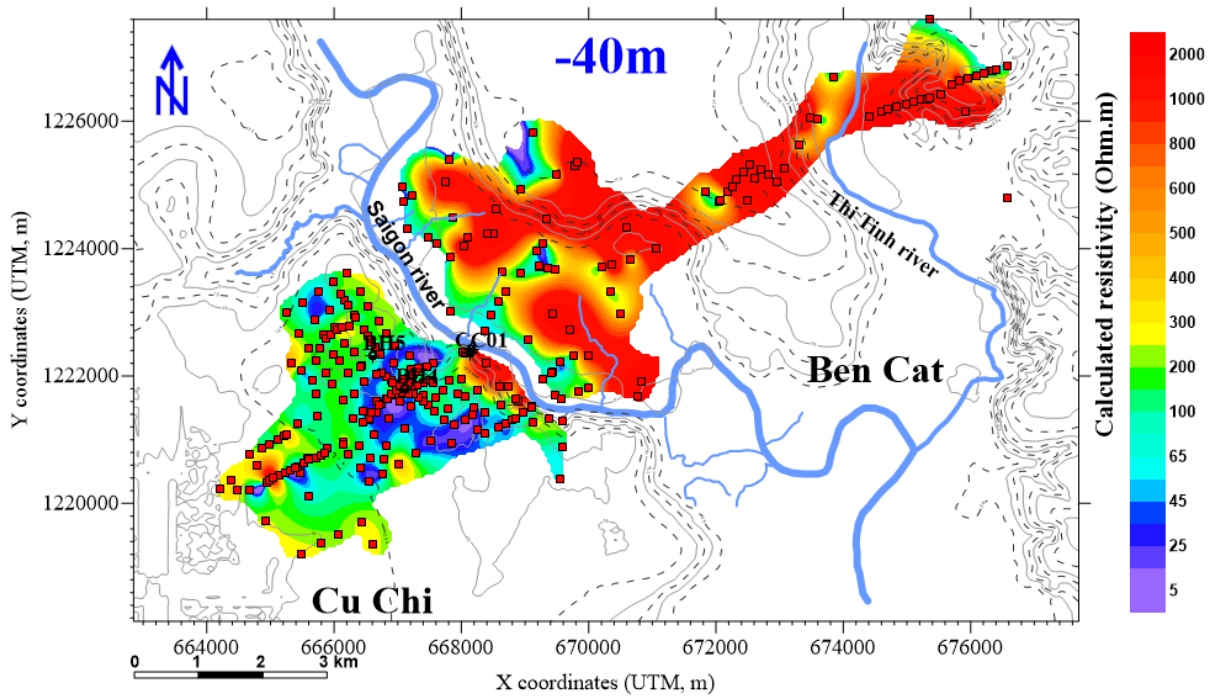 -40m
N
1226000
1224000
1222000
1220000
Y coordinates (UTM, m)
Saigon river
Thi Tinh river
CC01
BH5
Ben Cat
Cu Chi
664000
666000
668000
670000
672000
674000
676000
X coordinates (UTM, m)
0 1 2 3 km
Calculated resistivity (Ohm.m)
2000
1000
800
600
500
400
300
200
100
65
45
25
5